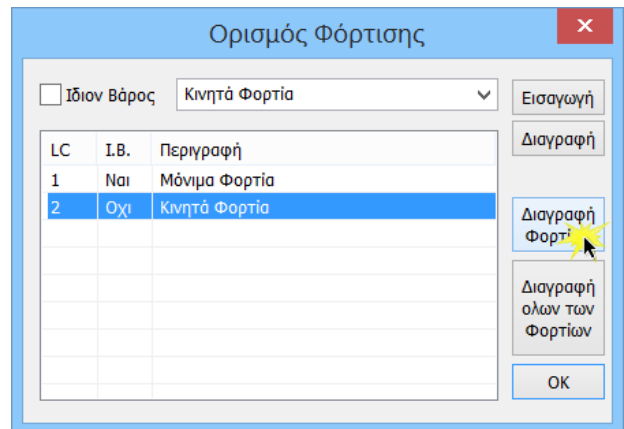 Ορισμός Φόρτισης
Ιδιον Βάρος
Κινητά Φορτία
Εισαγωγή
Διαγραφή
LC Ι.Β. Περιγραφή
1 Ναι Μόνιμα Φορτία
2 Οχι Κινητά Φορτία
Διαγραφή
Διαγραφή
ολων των
Φορτίων
OK